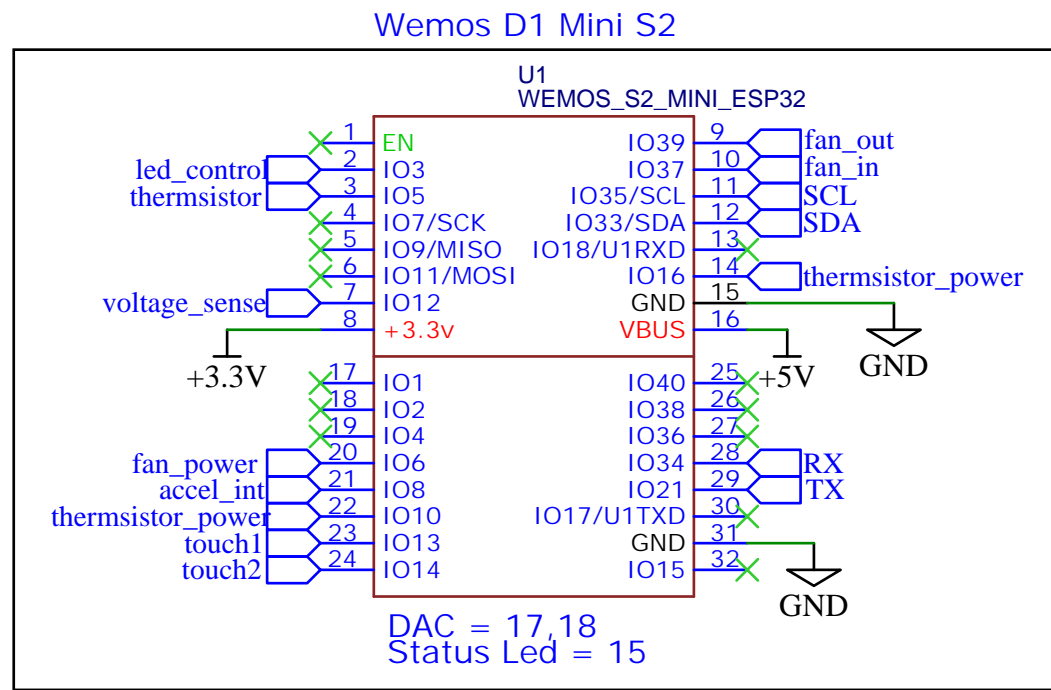 Wemos D1 Mini S2
U1
WEMOS_S2_MINI_ESP32
1 EN IO39 9 fan_out
led_control 2 IO3 IO37 10 fan_in
thermsistor 3 IO5 IO35/SCL 11 SCL
4 IO7/SCK IO33/SDA 12 SDA
5 IO9/MISO IO18/U1RXD 13
6 IO11/MOSI IO16 14 thermsistor_power
voltage_sense 7 IO12 GND 15
8 +3.3v VBUS 16
+3.3V +5V GND
17 IO1 IO40 25
18 IO2 IO38 26
19 IO4 IO36 27
fan_power 20 IO6 IO34 28 RX
accel_int 21 IO8 IO21 29 TX
thermsistor_power 22 IO10 IO17/U1TXD 30
touch1 23 IO13 GND 31
touch2 24 IO14 IO15 32
GND
DAC = 17,18
Status Led = 15